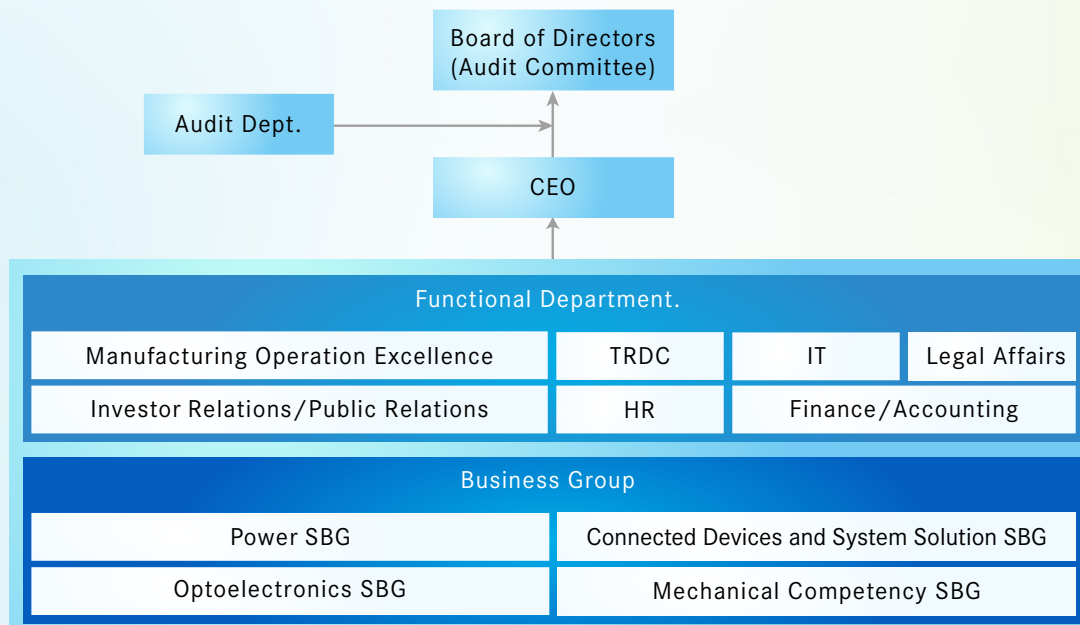 Board of Directors
(Audit Committee)
Audit Dept.
CEO
Functional Department.
Manufacturing Operation Excellence
TRDC
IT
Legal Affairs
Investor Relations/Public Relations
HR
Finance/Accounting
Business Group
Power SBG
Connected Devices and System Solution SBG
Optoelectronics SBG
Mechanical Competency SBG